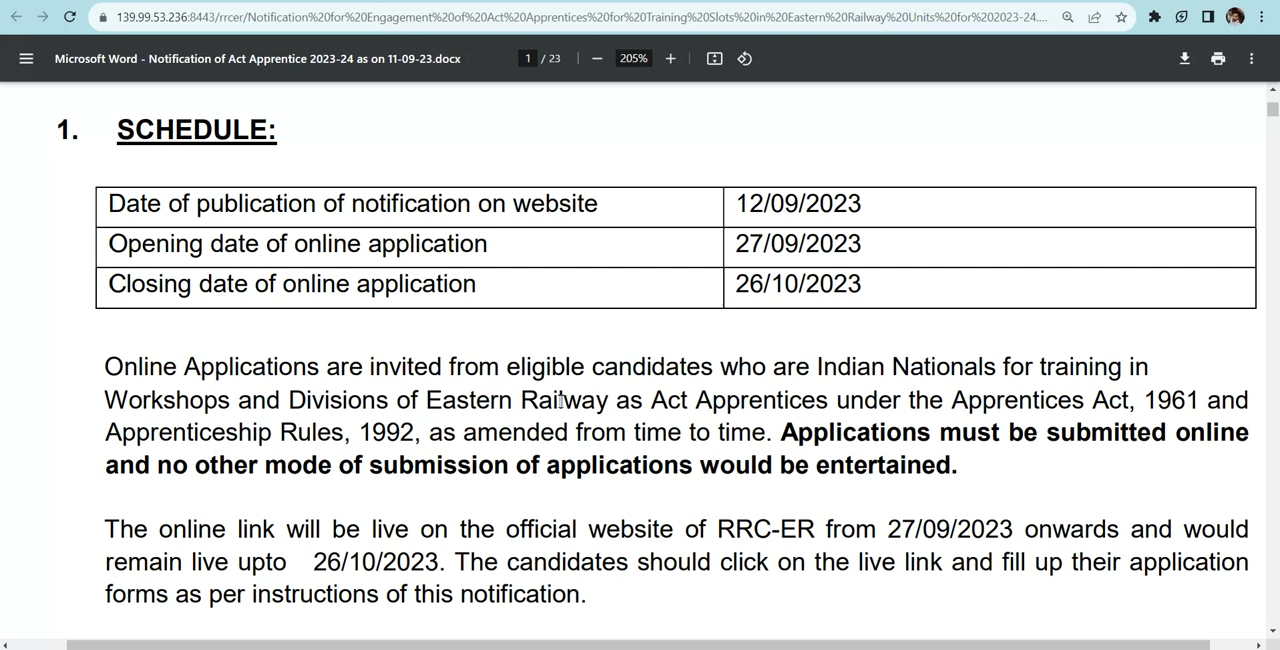 139.99.53.236:8443/rrcer/Notification%20for%20Engagement%20of%20Act%20Apprentices%20for%20Training%20Slots%20in%20Eastern%20Railway%20Units%20for%202023-24....
Microsoft Word - Notification of Act Apprentice 2023-24 as on 11-09-23.docx 1 / 23 205%
1. SCHEDULE:
Date of publication of notification on website 12/09/2023
Opening date of online application 27/09/2023
Closing date of online application 26/10/2023
Online Applications are invited from eligible candidates who are Indian Nationals for training in
Workshops and Divisions of Eastern Railway as Act Apprentices under the Apprentices Act, 1961 and
Apprenticeship Rules, 1992, as amended from time to time. Applications must be submitted online
and no other mode of submission of applications would be entertained.
The online link will be live on the official website of RRC-ER from 27/09/2023 onwards and would
remain live upto 26/10/2023. The candidates should click on the live link and fill up their application
forms as per instructions of this notification.